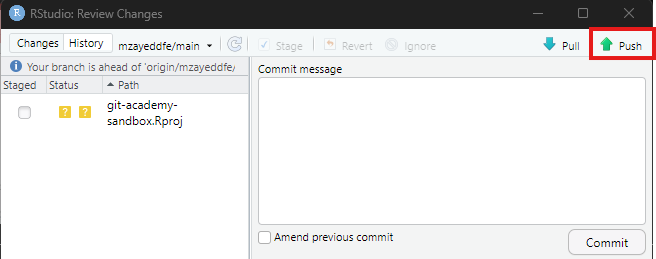 R RStudio: Review Changes
Changes History mzayeddfe/main Stage Revert Ignore Pull Push
Your branch is ahead of 'origin/mzayeddfe/
Staged Status Path
? ? git-academy-
sandbox.Rproj
Commit message
Amend previous commit
Commit